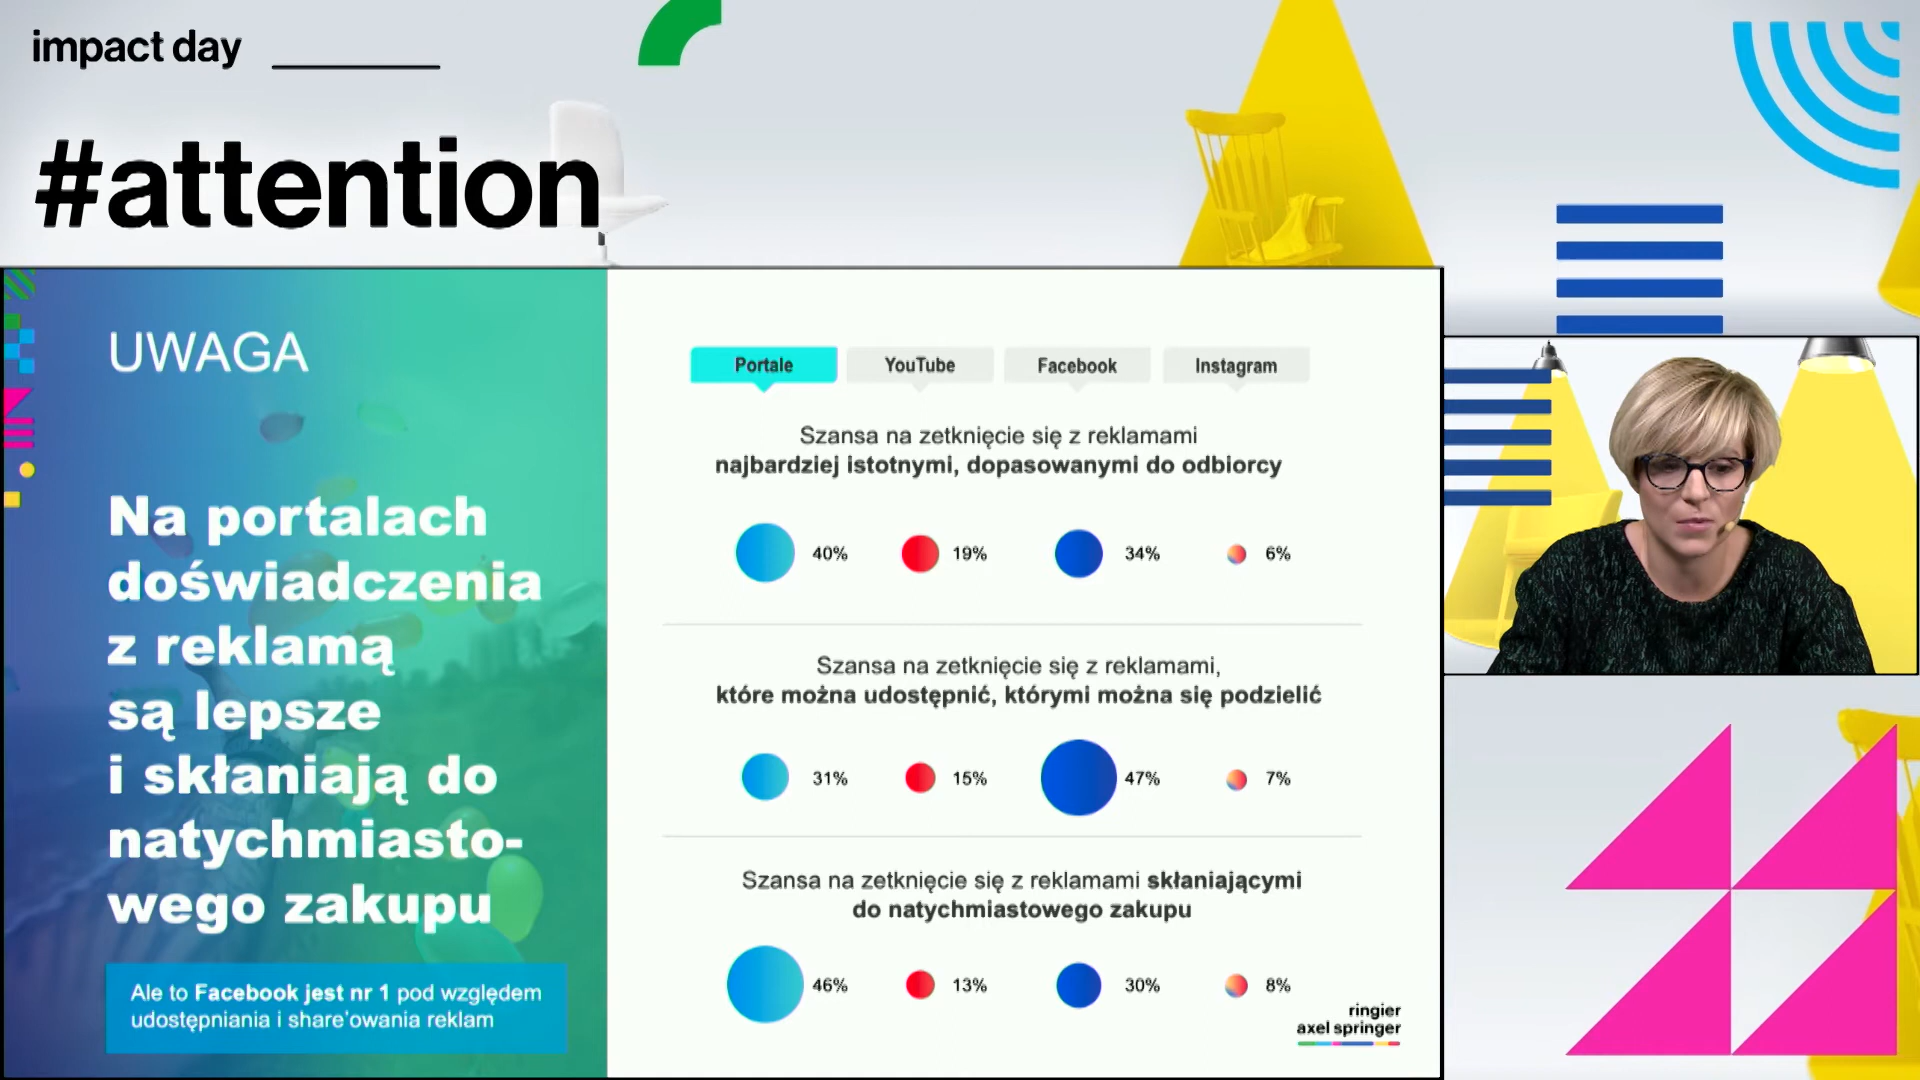 impact day
#attention
UWAGA
Na portalach
doświadczenia
z reklamą
są lepsze
i skłaniają do
natychmiasto-
wego zakupu
Ale to Facebook jest nr 1 pod względem
udostępniania i share'owania reklam
Portale YouTube Facebook Instagram
Szansa na zetknięcie się z reklamami
najbardziej istotnymi, dopasowanymi do odbiorcy
40% 19% 34% 6%
Szansa na zetknięcie się z reklamami,
które można udostępnić, którymi można się podzielić
31% 15% 47% 7%
Szansa na zetknięcie się z reklamami skłaniającymi
do natychmiastowego zakupu
46% 13% 30% 8%
ringier
axel springer